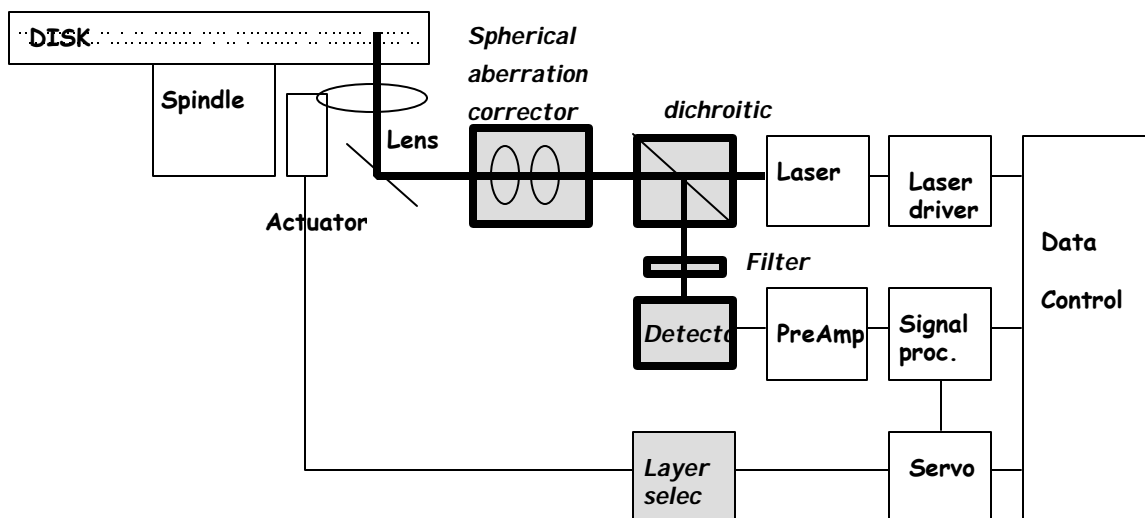 DISK
Spindle
Spherical
aberration
corrector
dichroitic
Lens
Actuator
Laser
Laser
driver
Data
Control
Filter
Detecto
PreAmp
Signal
proc.
Layer
selec
Servo